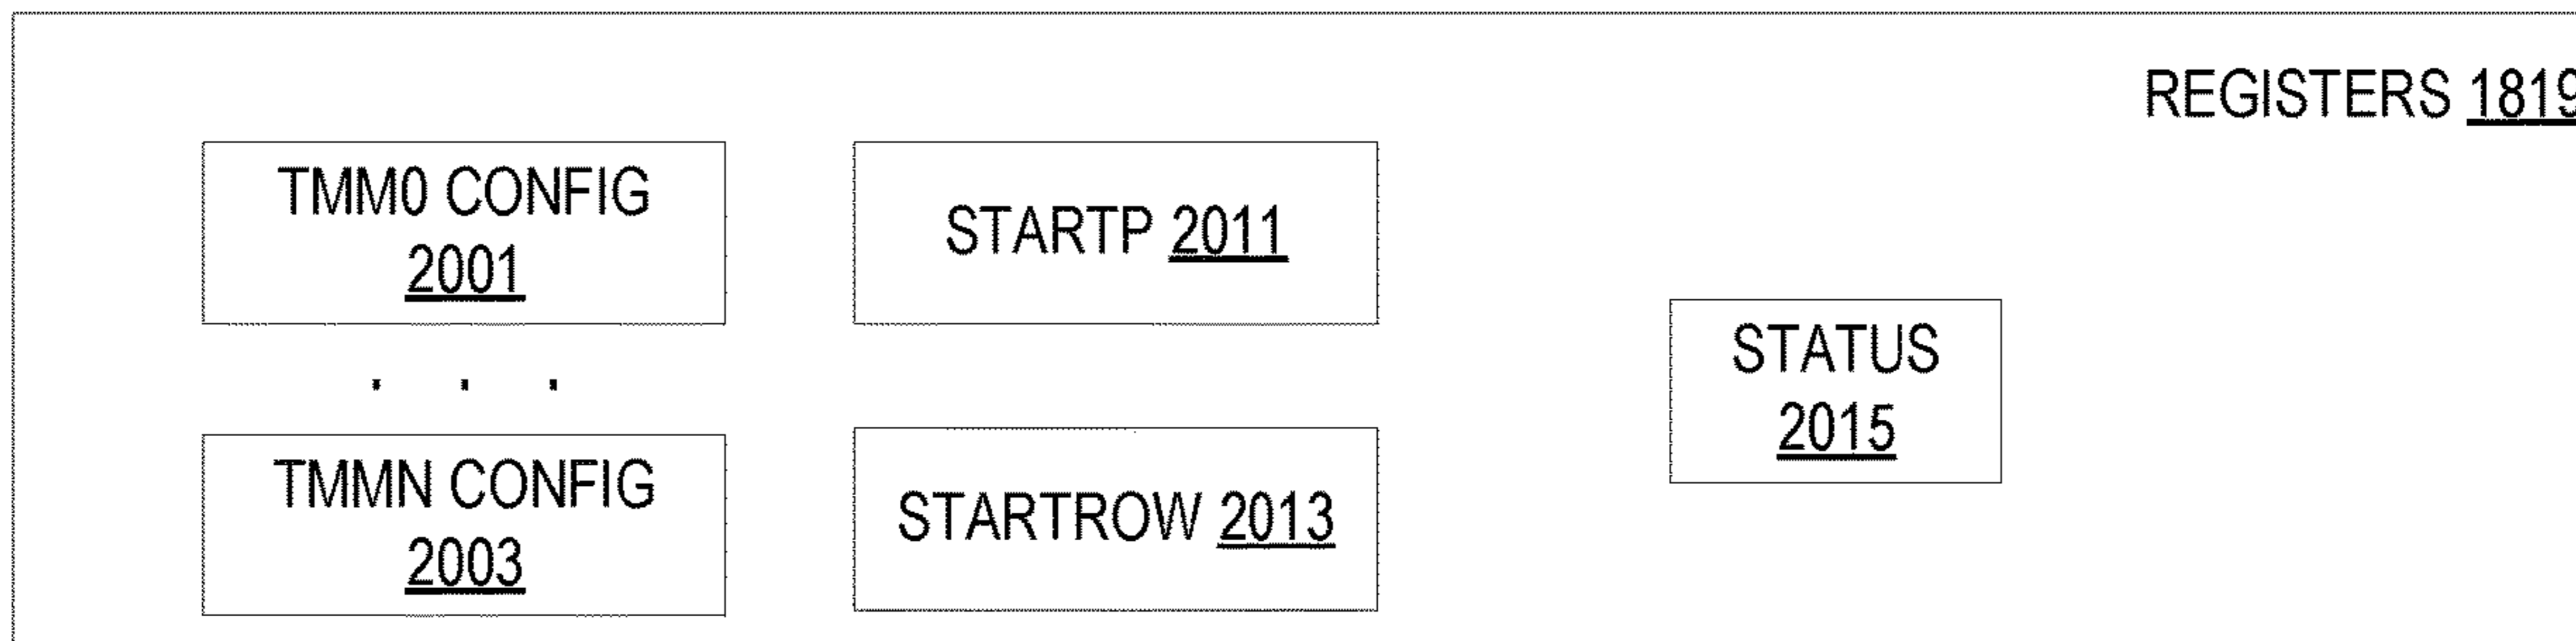 REGISTERS 1819
TMM0 CONFIG
2001
STARTP 2011
. . .
STATUS
2015
TMMN CONFIG
2003
STARTROW 2013